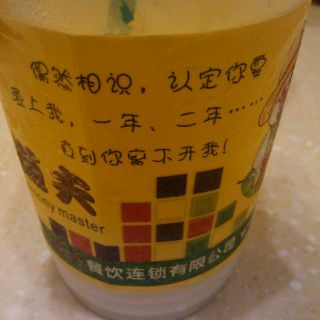 偶然相识，认定你要
爱上我，一年、二年……
直到你离不开我！
ony master
餐饮连锁有限公司